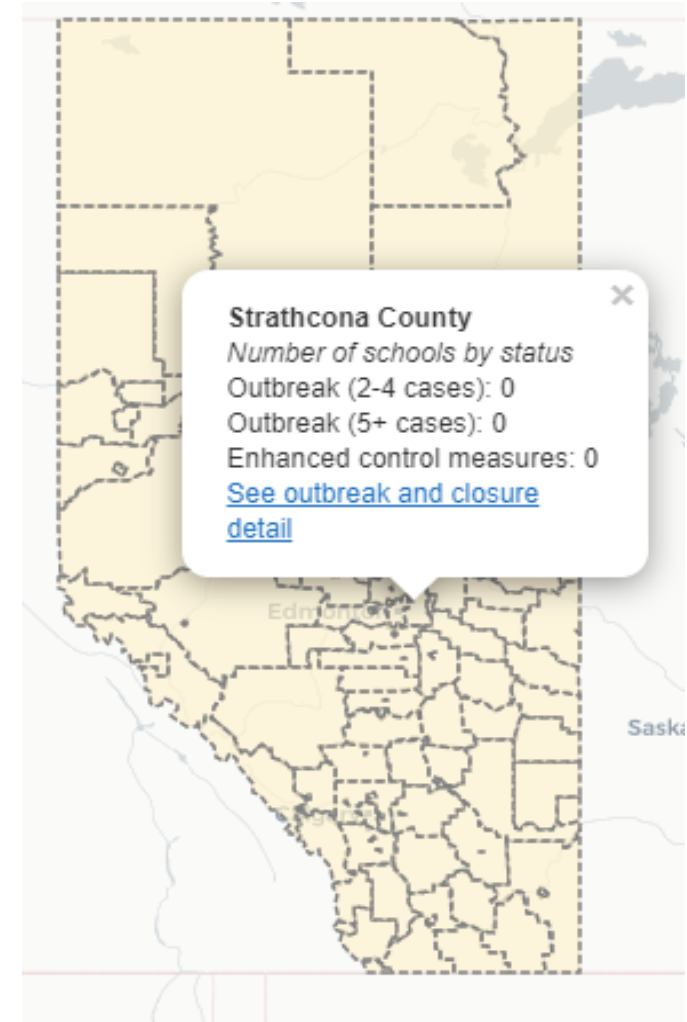 ×
Strathcona County
Number of schools by status
Outbreak (2-4 cases): 0
Outbreak (5+ cases): 0
Enhanced control measures: 0
See outbreak and closure
detail
Edmonton
Saska
Calgary